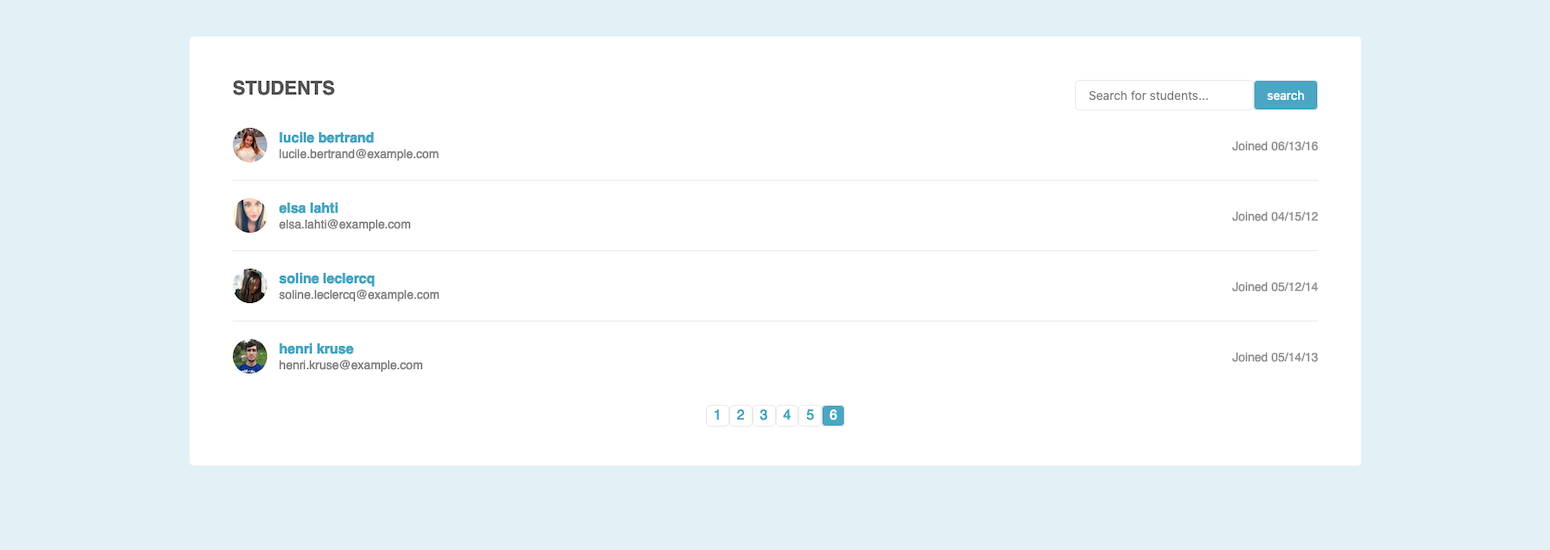 STUDENTS
Search for students...
search
lucile bertrand
lucile.bertrand@example.com
Joined 06/13/16
elsa lahti
elsa.lahti@example.com
Joined 04/15/12
soline leclercq
soline.leclercq@example.com
Joined 05/12/14
henri kruse
henri.kruse@example.com
Joined 05/14/13
1 2 3 4 5 6